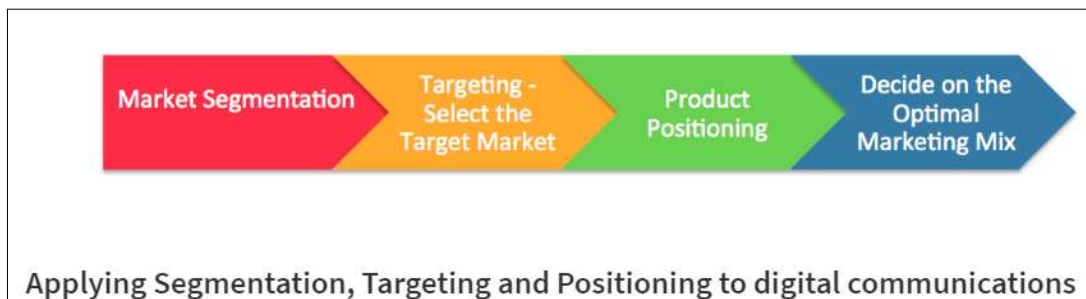 Market Segmentation
Targeting -
Select the
Target Market
Product
Positioning
Decide on the
Optimal
Marketing Mix
Applying Segmentation, Targeting and Positioning to digital communications